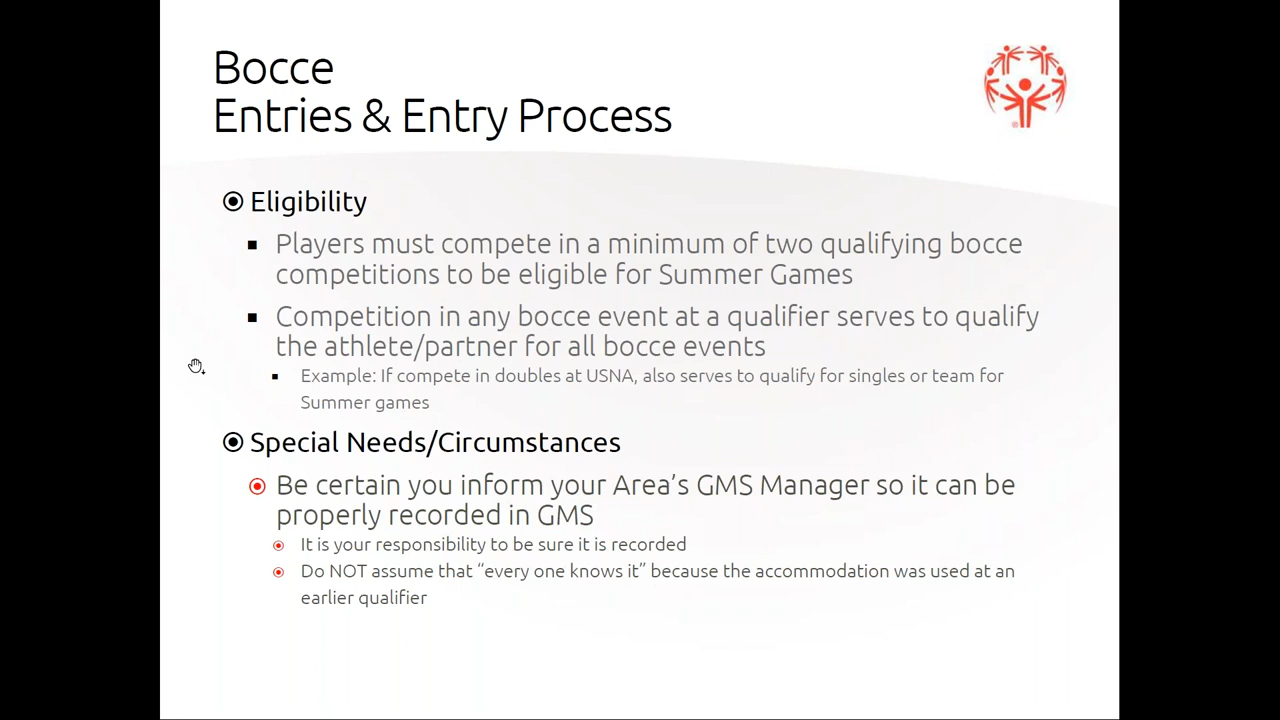 Bocce
Entries & Entry Process
Eligibility
Players must compete in a minimum of two qualifying bocce
competitions to be eligible for Summer Games
Competition in any bocce event at a qualifier serves to qualify
the athlete/partner for all bocce events
Example: If compete in doubles at USNA, also serves to qualify for singles or team for
Summer games
Special Needs/Circumstances
Be certain you inform your Area’s GMS Manager so it can be
properly recorded in GMS
It is your responsibility to be sure it is recorded
Do NOT assume that “every one knows it” because the accommodation was used at an
earlier qualifier